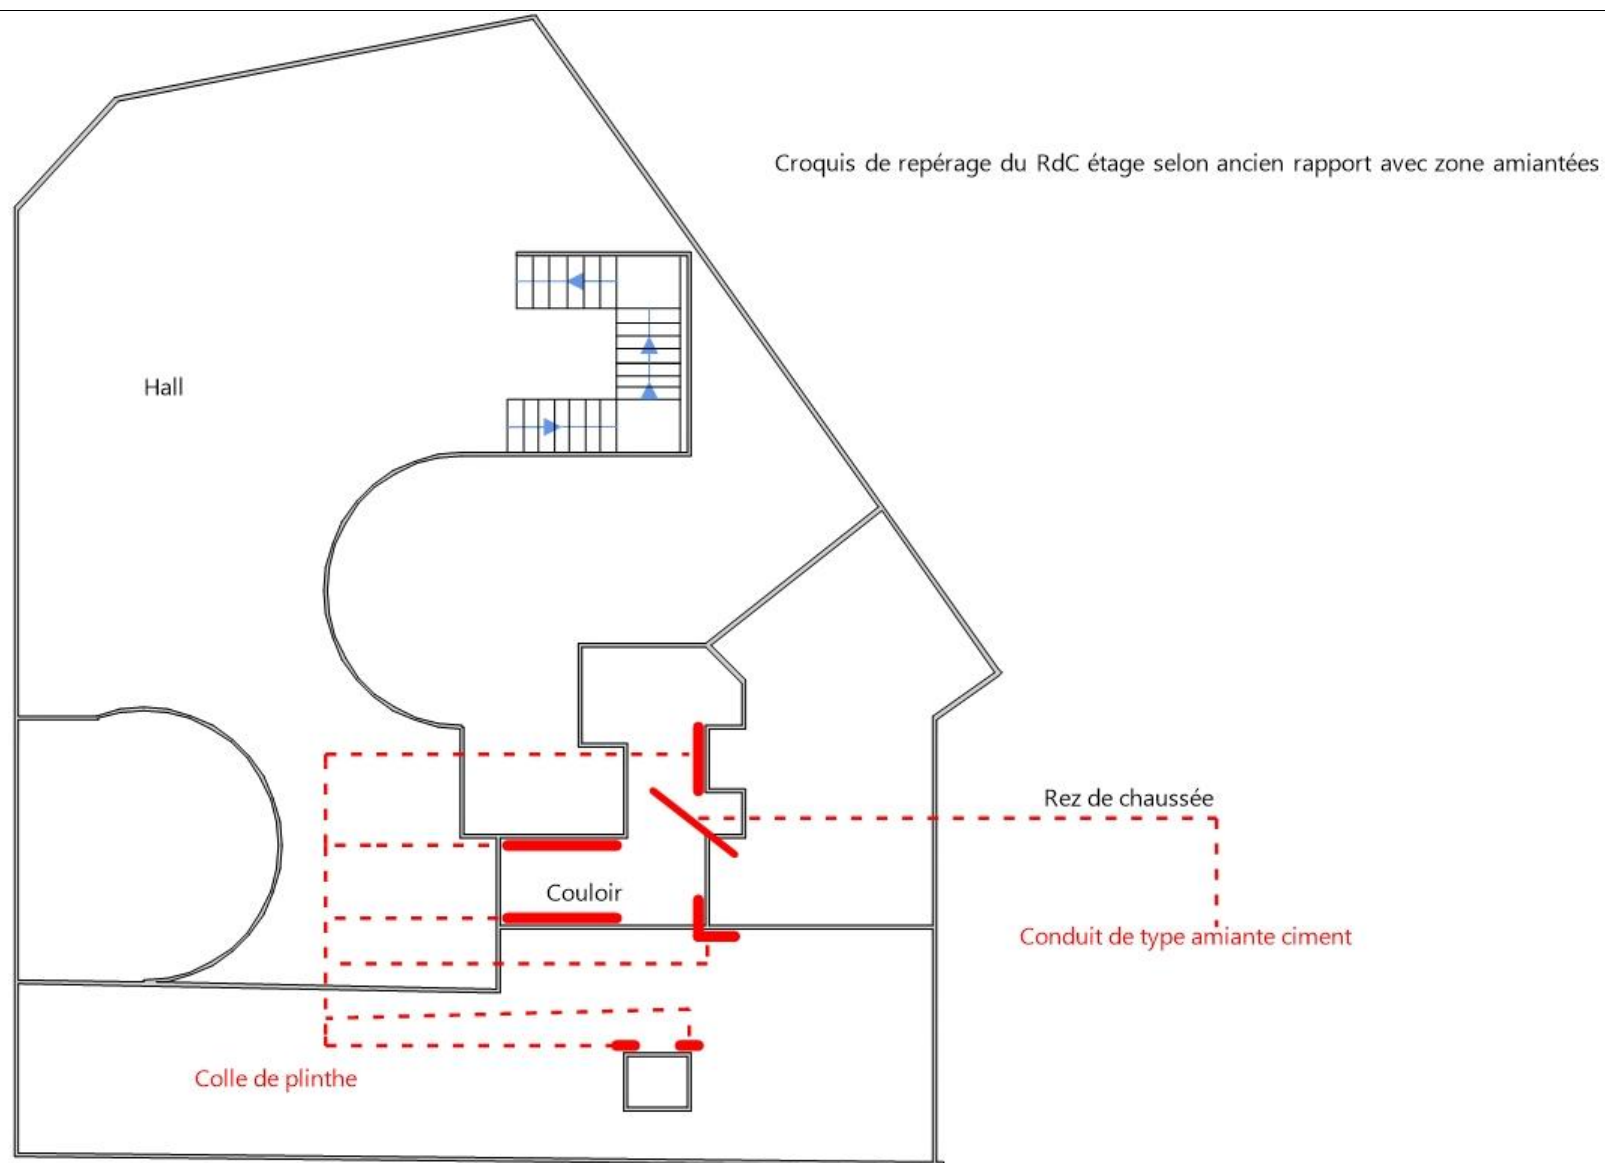 Croquis de repérage du RdC étage selon ancien rapport avec zone amiantées
Hall
Rez de chaussée
Couloir
Conduit de type amiante ciment
Colle de plinthe